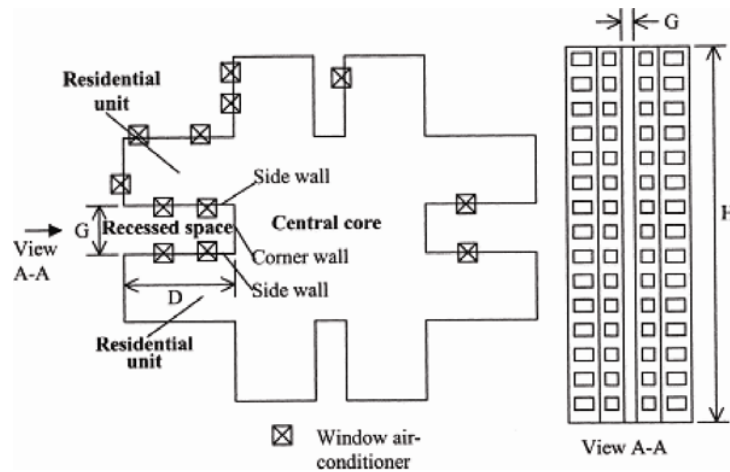 G
Residential
unit
Side wall
G
Recessed space
Central core
H
View
A-A
Corner wall
D
Side wall
Residential
unit
Window air-
conditioner
View A-A